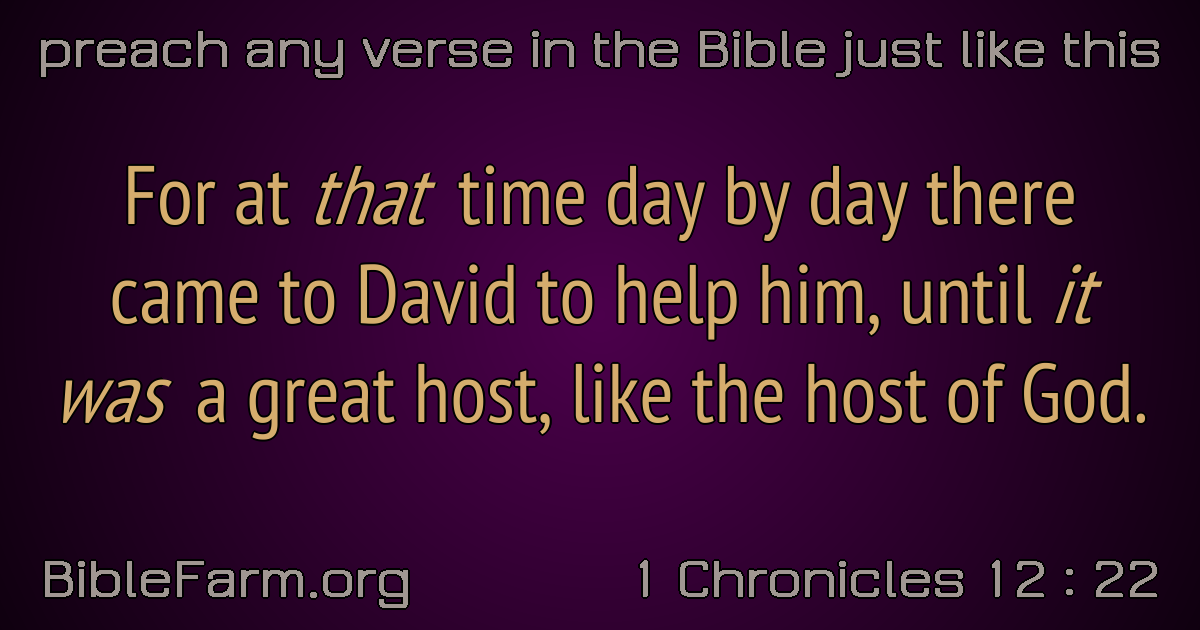 preach any verse in the Bible just like this
For at that time day by day there
came to David to help him, until it
was a great host, like the host of God.
BibleFarm.org
1 Chronicles 12 : 22